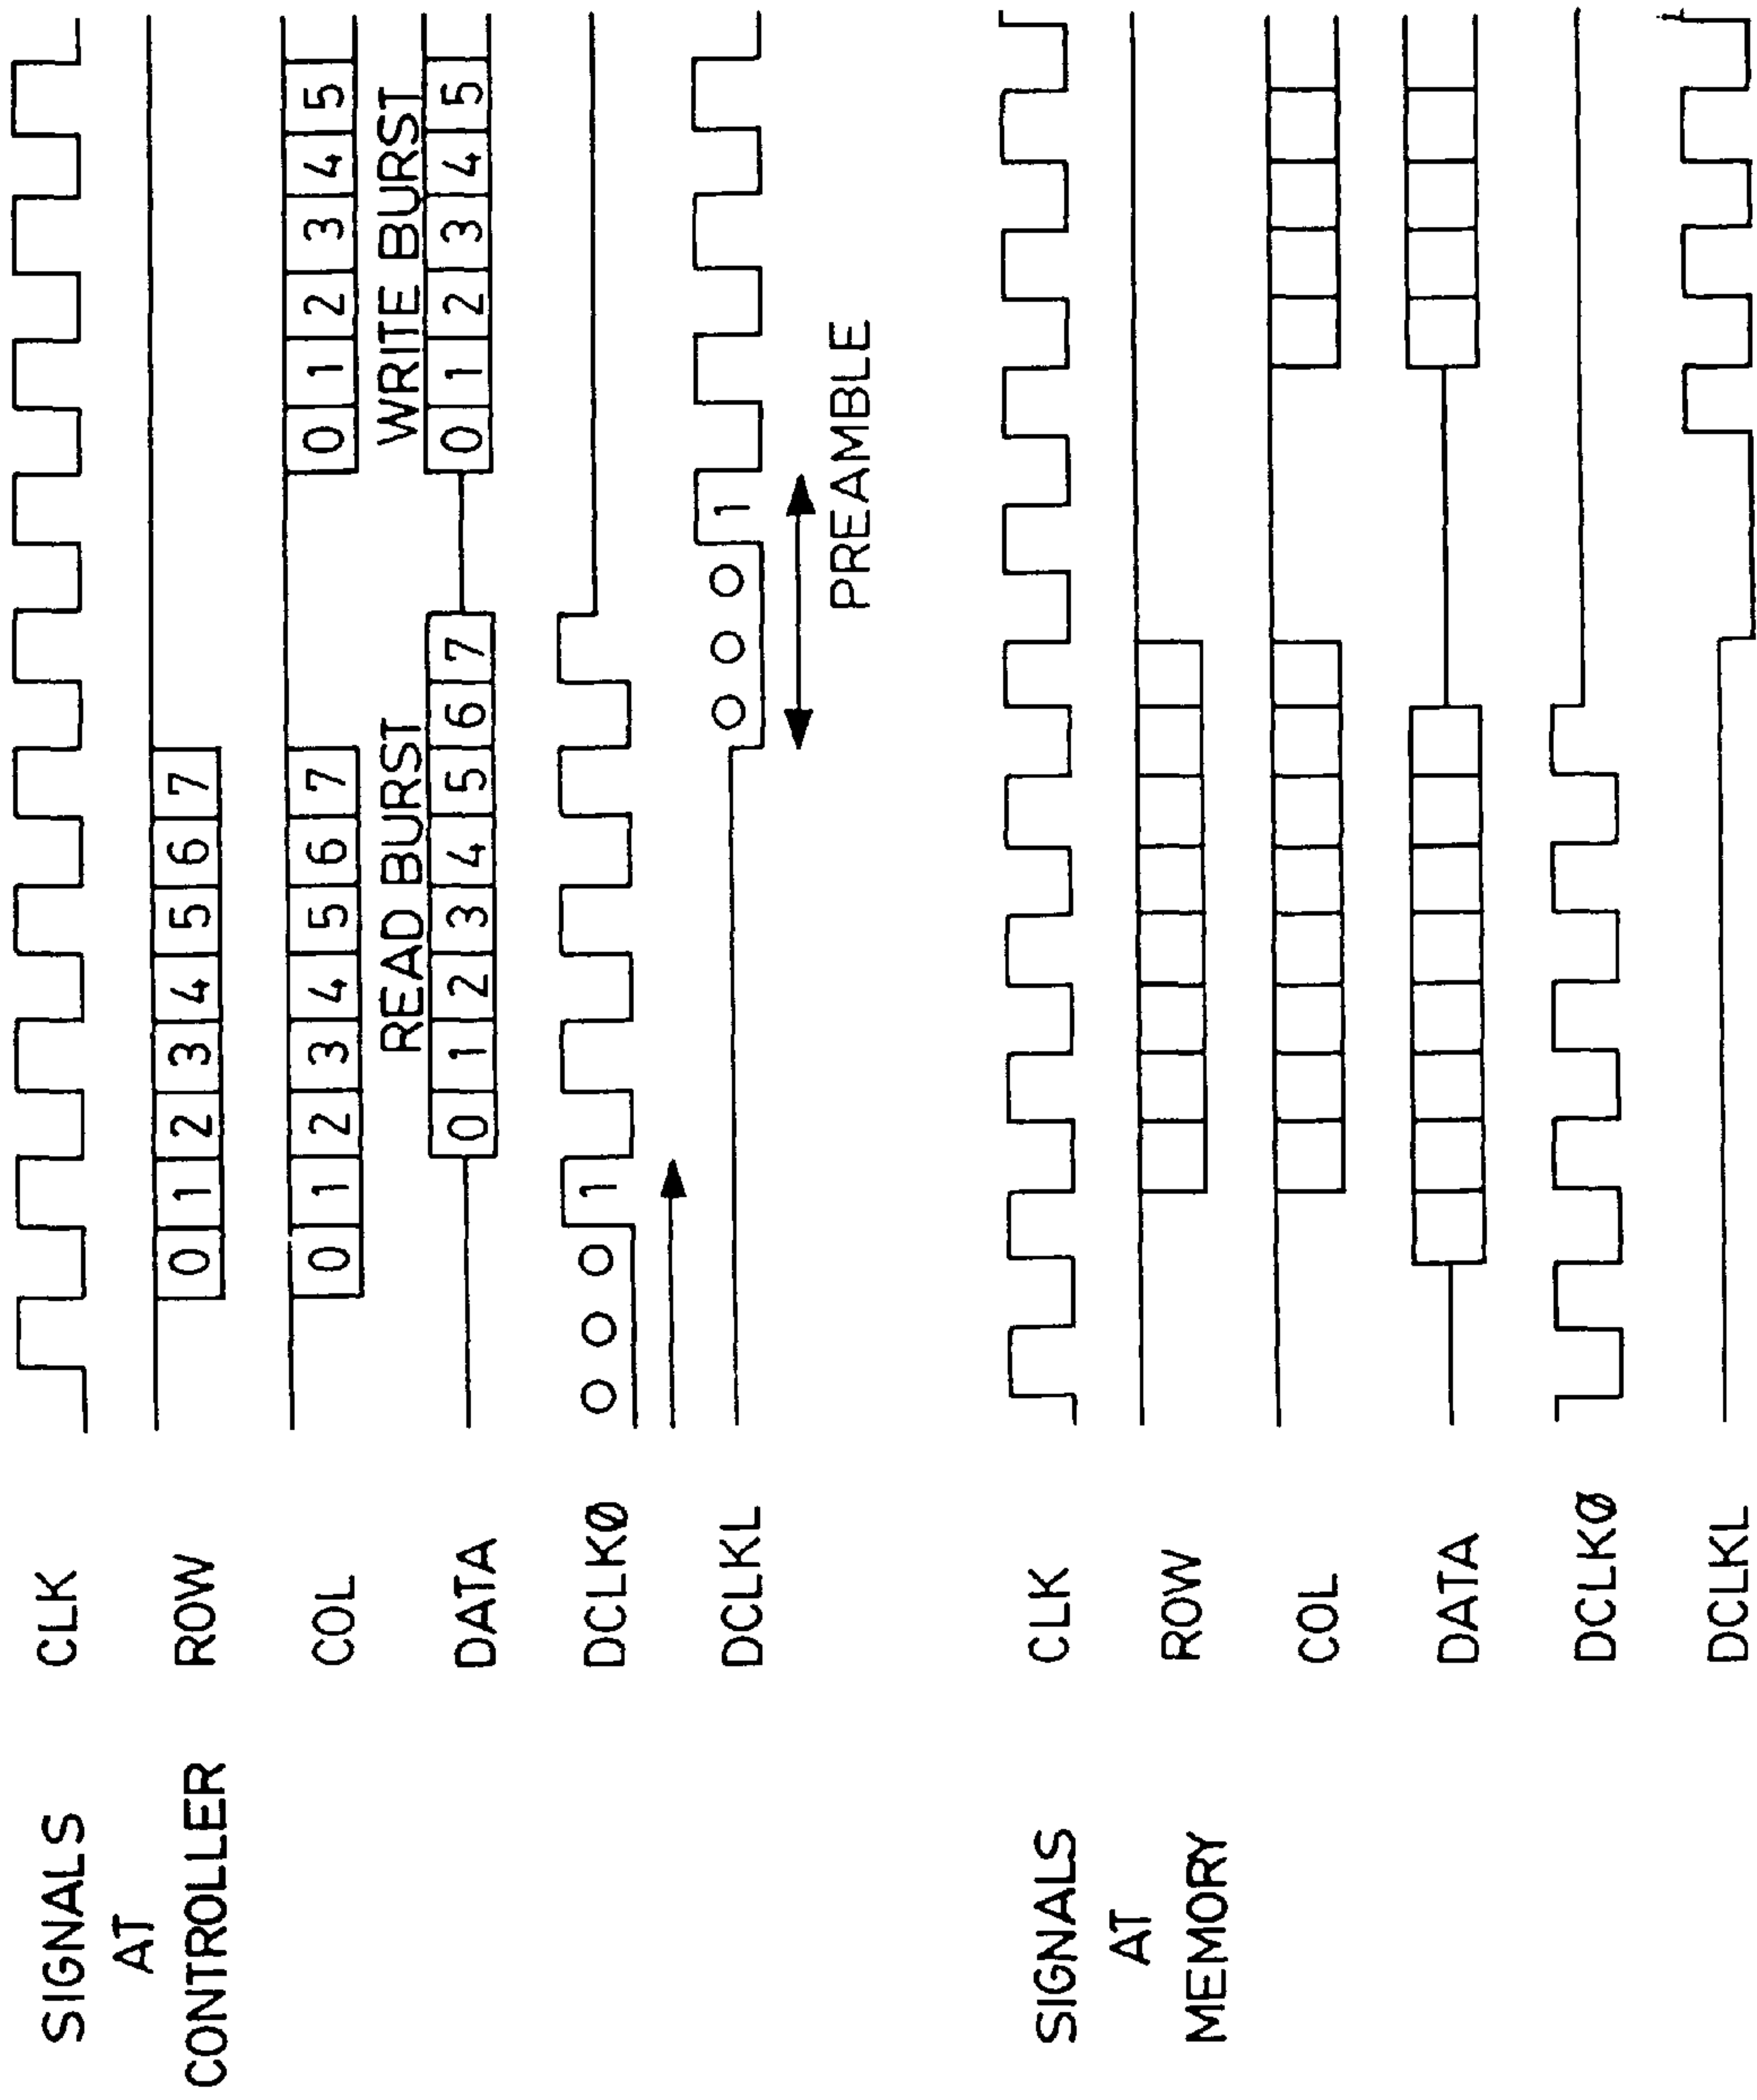 SIGNALS
AT
CONTROLLER
CLK
ROW
0 1 2 3 4 5 6 7
COL
0 1 2 3 4 5 6 7
0 1 2 3 4 5
READ BURST
WRITE BURST
DATA
0 1 2 3 4 5 6 7
0 1 2 3 4 5
DCLKØ
0 0 0 1
DCLKL
0 0 0 1
PREAMBLE
SIGNALS
AT
MEMORY
CLK
ROW
COL
DATA
DCLKØ
DCLKL